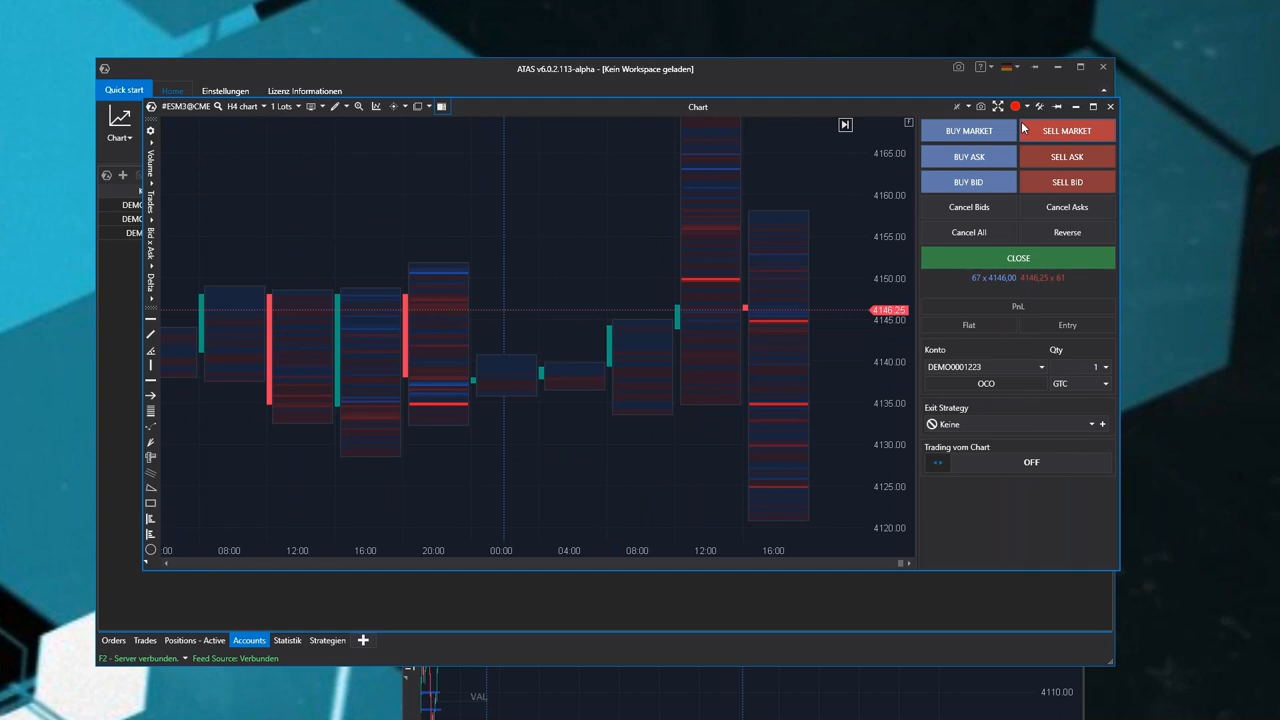 ATAS v6.0.2.113-alpha - [Kein Workspace geladen]
Quick start Home Einstellungen Lizenz Informationen
#ESM3@CME H4 chart 1 Lots Chart
Chart
Volume
Trades
Bid x Ask
Delta
DEMO
DEMO
DEM
F
4165.00
4160.00
4155.00
4150.00
4146.25
4145.00
4140.00
4135.00
4130.00
4125.00
4120.00
:00 08:00 12:00 16:00 20:00 00:00 04:00 08:00 12:00 16:00
BUY MARKET SELL MARKET
BUY ASK SELL ASK
BUY BID SELL BID
Cancel Bids Cancel Asks
Cancel All Reverse
CLOSE
67 x 4146,00 4146,25 x 61
PnL
Flat Entry
Konto Qty
DEMO0001223 1
OCO GTC
Exit Strategy
Keine
Trading vom Chart
OFF
Orders Trades Positions - Active Accounts Statistik Strategien
F2 - Server verbunden. Feed Source: Verbunden
VAL
4110.00